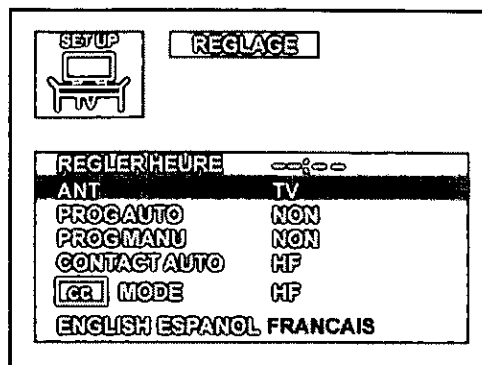 SET UP
REGLAGE
TV
REGLER HEURE --:--
ANT TV
PROG AUTO NON
PROG MANU NON
CONTACT AUTO HF
CC MODE HF
ENGLISH ESPANOL FRANCAIS